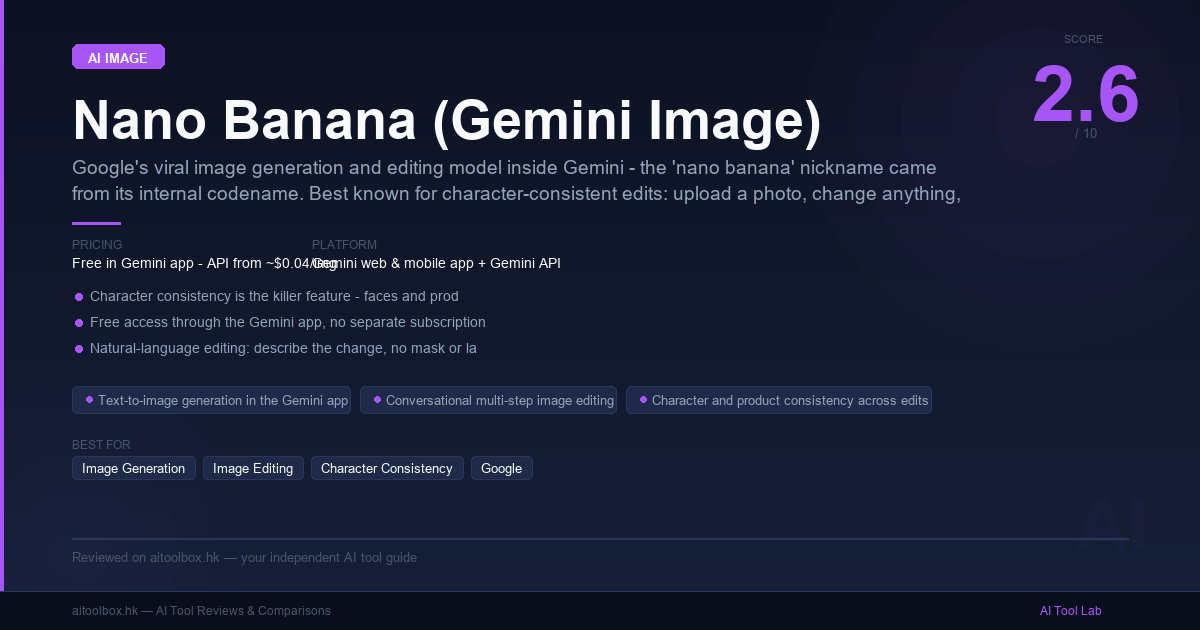 AI IMAGE
SCORE
2.6
/ 10
Nano Banana (Gemini Image)
Google's viral image generation and editing model inside Gemini - the 'nano banana' nickname came
from its internal codename. Best known for character-consistent edits: upload a photo, change anything,
PRICING
Free in Gemini app - API from ~$0.04/img
PLATFORM
Gemini web & mobile app + Gemini API
Character consistency is the killer feature - faces and prod
Free access through the Gemini app, no separate subscription
Natural-language editing: describe the change, no mask or la
Text-to-image generation in the Gemini app
Conversational multi-step image editing
Character and product consistency across edits
BEST FOR
Image Generation
Image Editing
Character Consistency
Google
AI
Reviewed on aitoolbox.hk — your independent AI tool guide
aitoolbox.hk — AI Tool Reviews & Comparisons
AI Tool Lab